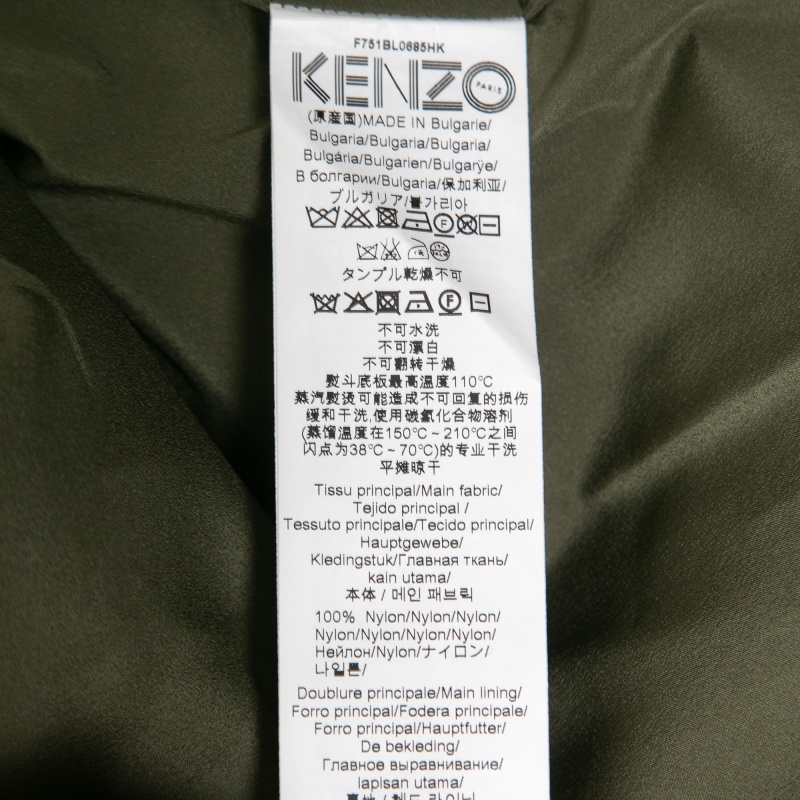 F751BL0685HK
KENZO
PARIS
(原産国)MADE IN Bulgarie/
Bulgaria/Bulgaria/Bulgaria/
Bulgária/Bulgarien/Bulgarije/
В болгарии/Bulgaria/保加利亚/
ブルガリア/불가리아
タンブル乾燥不可
不可水洗
不可漂白
不可翻转干燥
熨斗底板最高温度110°C
蒸汽熨烫可能造成不可回复的损伤
缓和干洗,使用碳氢化合物溶剂
(蒸馏温度在150°C~210°C之间
闪点为38°C~70°C)的专业干洗
平摊晾干
Tissu principal/Main fabric/
Tejido principal /
Tessuto principale/Tecido principal/
Hauptgewebe/
Kledingstuk/Главная ткань/
kain utama/
本体 / 메인 패브릭
100% Nylon/Nylon/Nylon/
Nylon/Nylon/Nylon/Nylon/
Нейлон/Nylon/ナイロン/
나일론/
Doublure principale/Main lining/
Forro principal/Fodera principale/
Forro principal/Hauptfutter/
De bekleding/
Главное выравнивание/
lapisan utama/